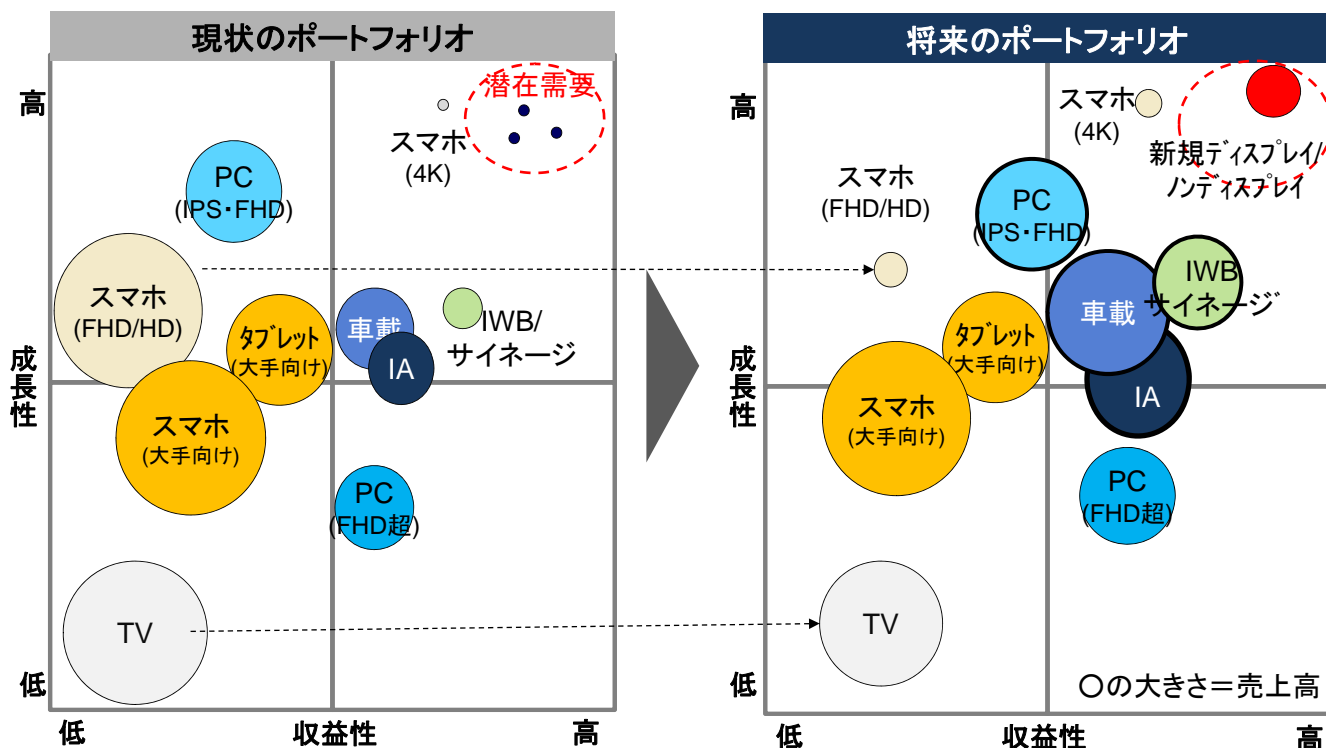 現状のポートフォリオ
高
成長性
低
低
収益性
高
潜在需要
スマホ
(4K)
PC
(IPS・FHD)
スマホ
(FHD/HD)
タブレット
(大手向け)
車載
IWB/
サイネージ
IA
スマホ
(大手向け)
PC
(FHD超)
TV
将来のポートフォリオ
高
成長性
低
低
収益性
高
スマホ
(4K)
新規ディスプレイ/
ノンディスプレイ
スマホ
(FHD/HD)
PC
(IPS・FHD)
IWB
サイネージ
車載
タブレット
(大手向け)
IA
スマホ
(大手向け)
PC
(FHD超)
TV
○の大きさ＝売上高